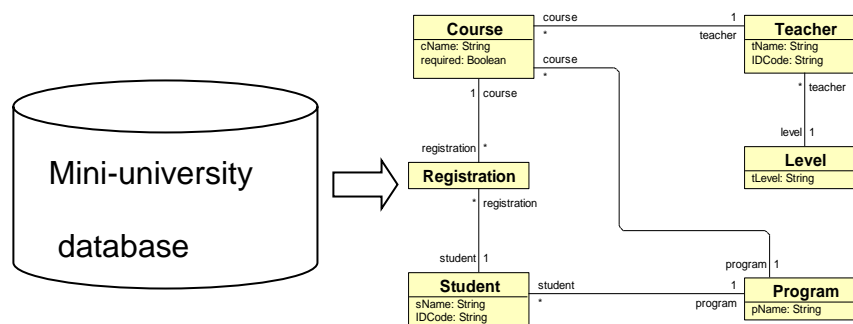 Mini-university
database
course
1
Course
Teacher
*
teacher
cName: String
required: Boolean
tName: String
IDCode: String
course
*
1 course
* teacher
level 1
registration *
Registration
Level
tLevel: String
* registration
student 1
program 1
Student
student
1
Program
sName: String
IDCode: String
*
program
pName: String